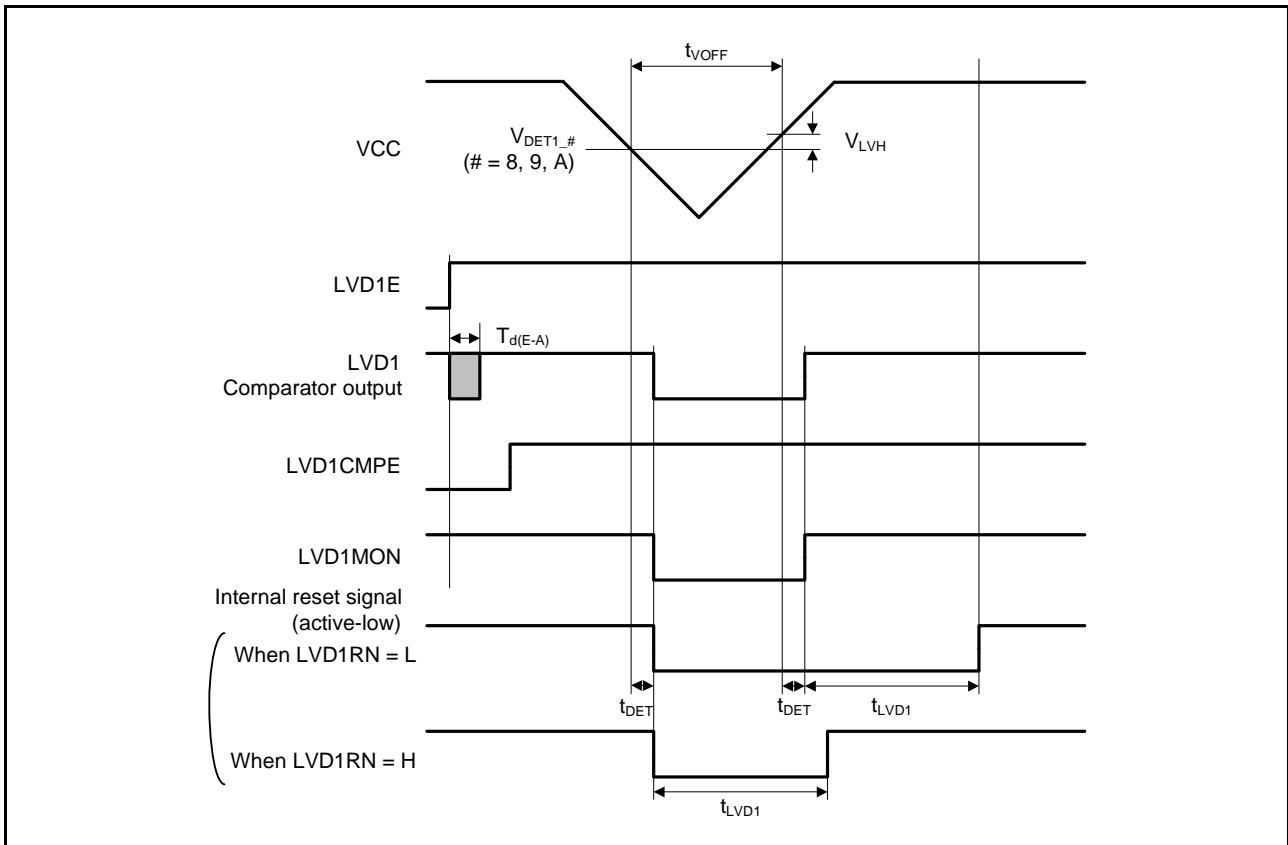 tVOFF
VCC
VDET1_#
(# = 8, 9, A)
VLVH
LVD1E
Td(E-A)
LVD1
Comparator output
LVD1CMPE
LVD1MON
Internal reset signal
(active-low)
When LVD1RN = L
tDET
tDET
tLVD1
When LVD1RN = H
tLVD1